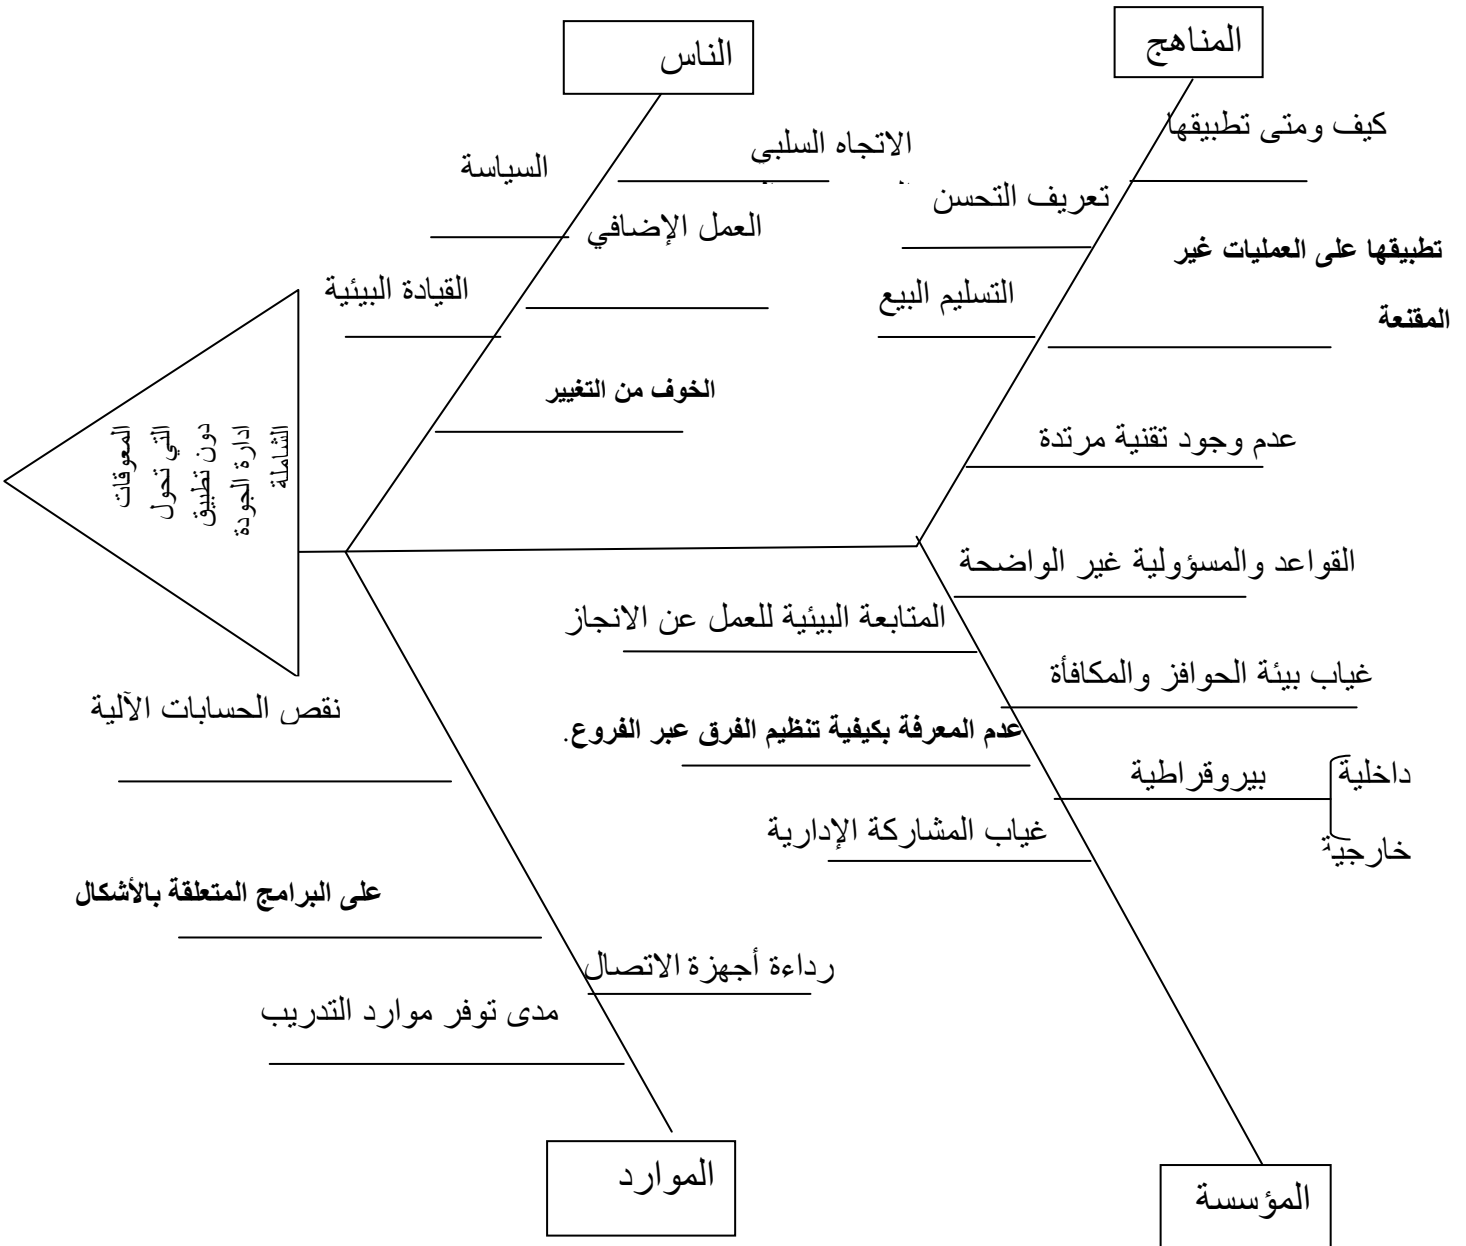 المناهج
الناس
كيف ومتى تطبيقها
الاتجاه السلبي
السياسة
تعريف التحسن
العمل الإضافي
تطبيقها على العمليات غير
المقنعة
القيادة البيئية
التسليم البيع
الخوف من التغيير
عدم وجود تقنية مرتدة
المعوقات
التي تحول
دون تطبيق
ادارة الجودة
الشاملة
القواعد والمسؤولية غير الواضحة
المتابعة البيئية للعمل عن الانجاز
غياب بيئة الحوافز والمكافأة
نقص الحسابات الآلية
عدم المعرفة بكيفية تنظيم الفرق عبر الفروع.
داخلية
بيروقراطية
خارجية
غياب المشاركة الإدارية
على البرامج المتعلقة بالأشكال
رداءة أجهزة الاتصال
مدى توفر موارد التدريب
الموارد
المؤسسة